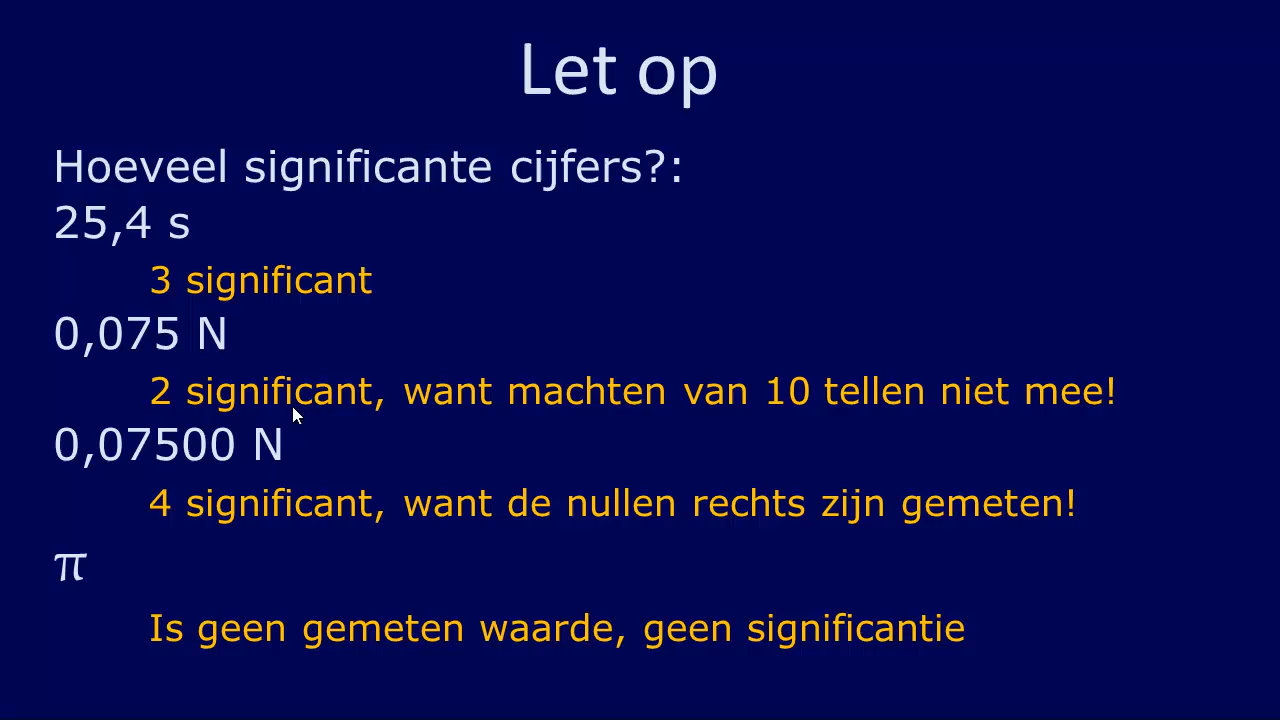 Let op
Hoeveel significante cijfers?:
25,4 s
3 significant
0,075 N
2 significant, want machten van 10 tellen niet mee!
0,07500 N
4 significant, want de nullen rechts zijn gemeten!
π
Is geen gemeten waarde, geen significantie